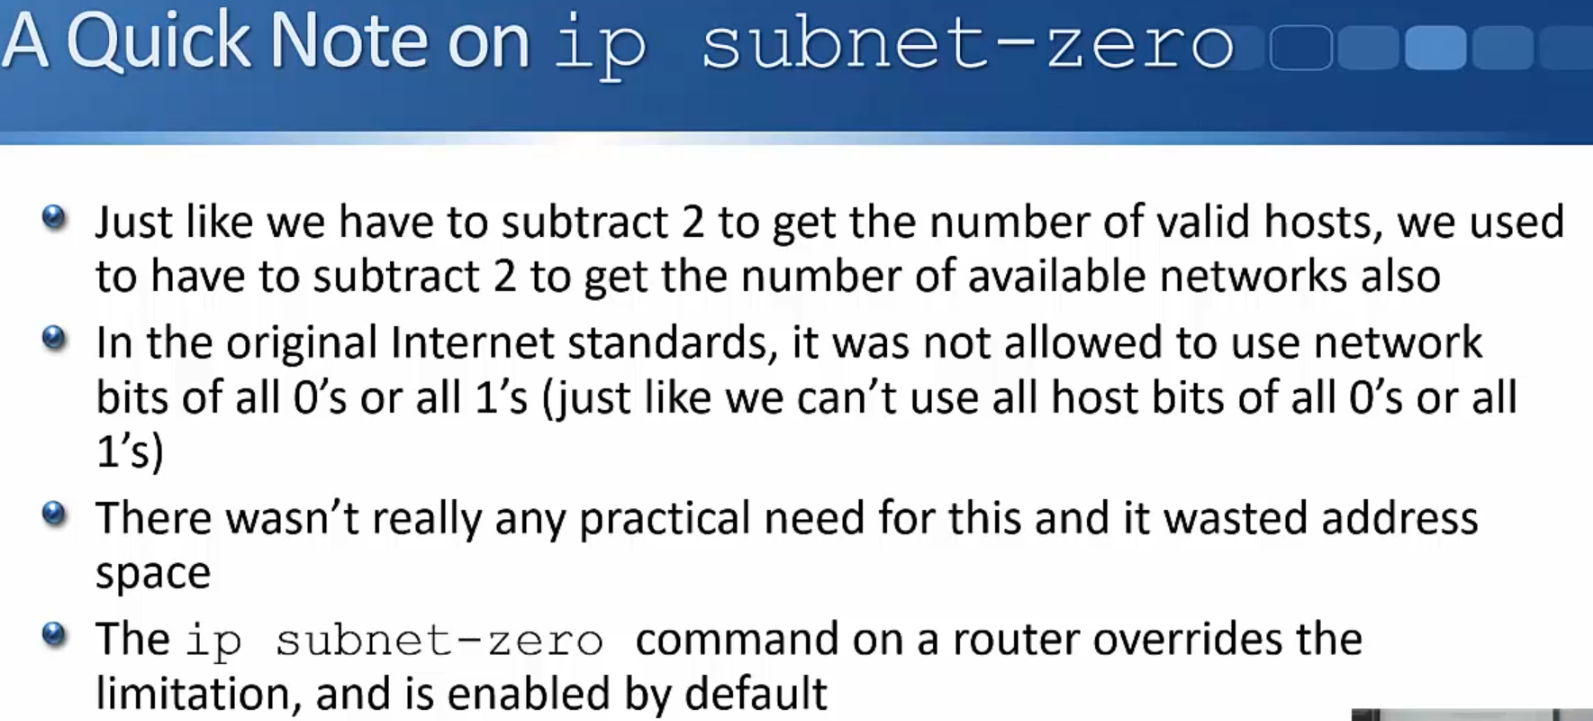 A Quick Note on ip subnet-zero
Just like we have to subtract 2 to get the number of valid hosts, we used
to have to subtract 2 to get the number of available networks also
In the original Internet standards, it was not allowed to use network
bits of all 0’s or all 1’s (just like we can’t use all host bits of all 0’s or all
1’s)
There wasn’t really any practical need for this and it wasted address
space
The ip subnet-zero command on a router overrides the
limitation, and is enabled by default